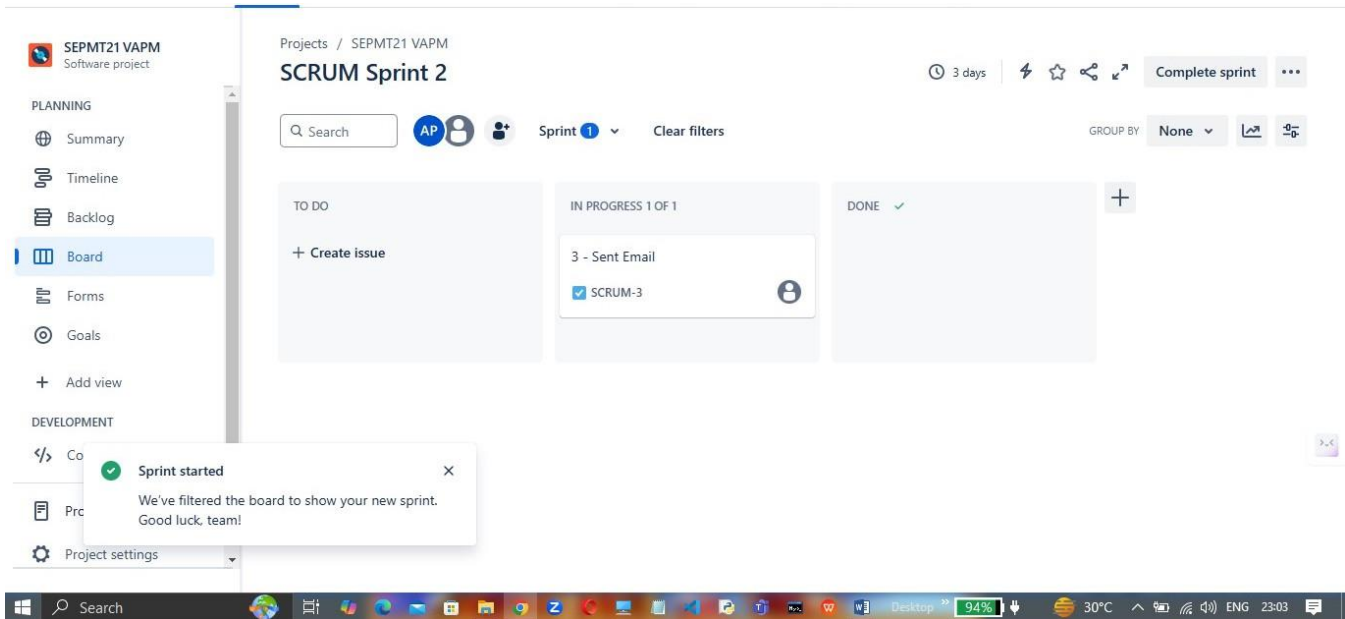 SEPMT21 VAPM
Software project
PLANNING
Summary
Timeline
Backlog
Board
Forms
Goals
Add view
DEVELOPMENT
Co
Pro
Project settings
Projects / SEPMT21 VAPM
SCRUM Sprint 2
3 days
Complete sprint
Search
AP
Sprint 1
Clear filters
GROUP BY None
TO DO
+ Create issue
IN PROGRESS 1 OF 1
3 - Sent Email
SCRUM-3
DONE
Sprint started
We've filtered the board to show your new sprint.
Good luck, team!
Search
Desktop
94%
30°C
ENG
23:03